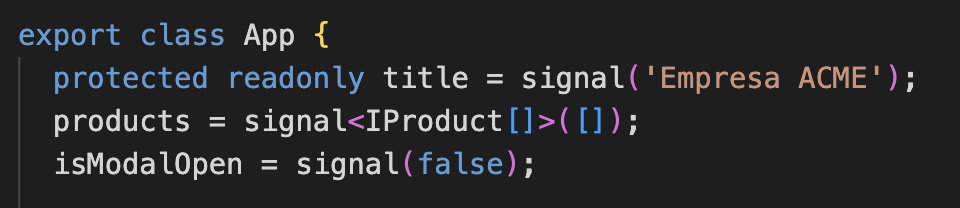 export class App {
protected readonly title = signal('Empresa ACME');
products = signal<IProduct[]>([]);
isModalOpen = signal(false);